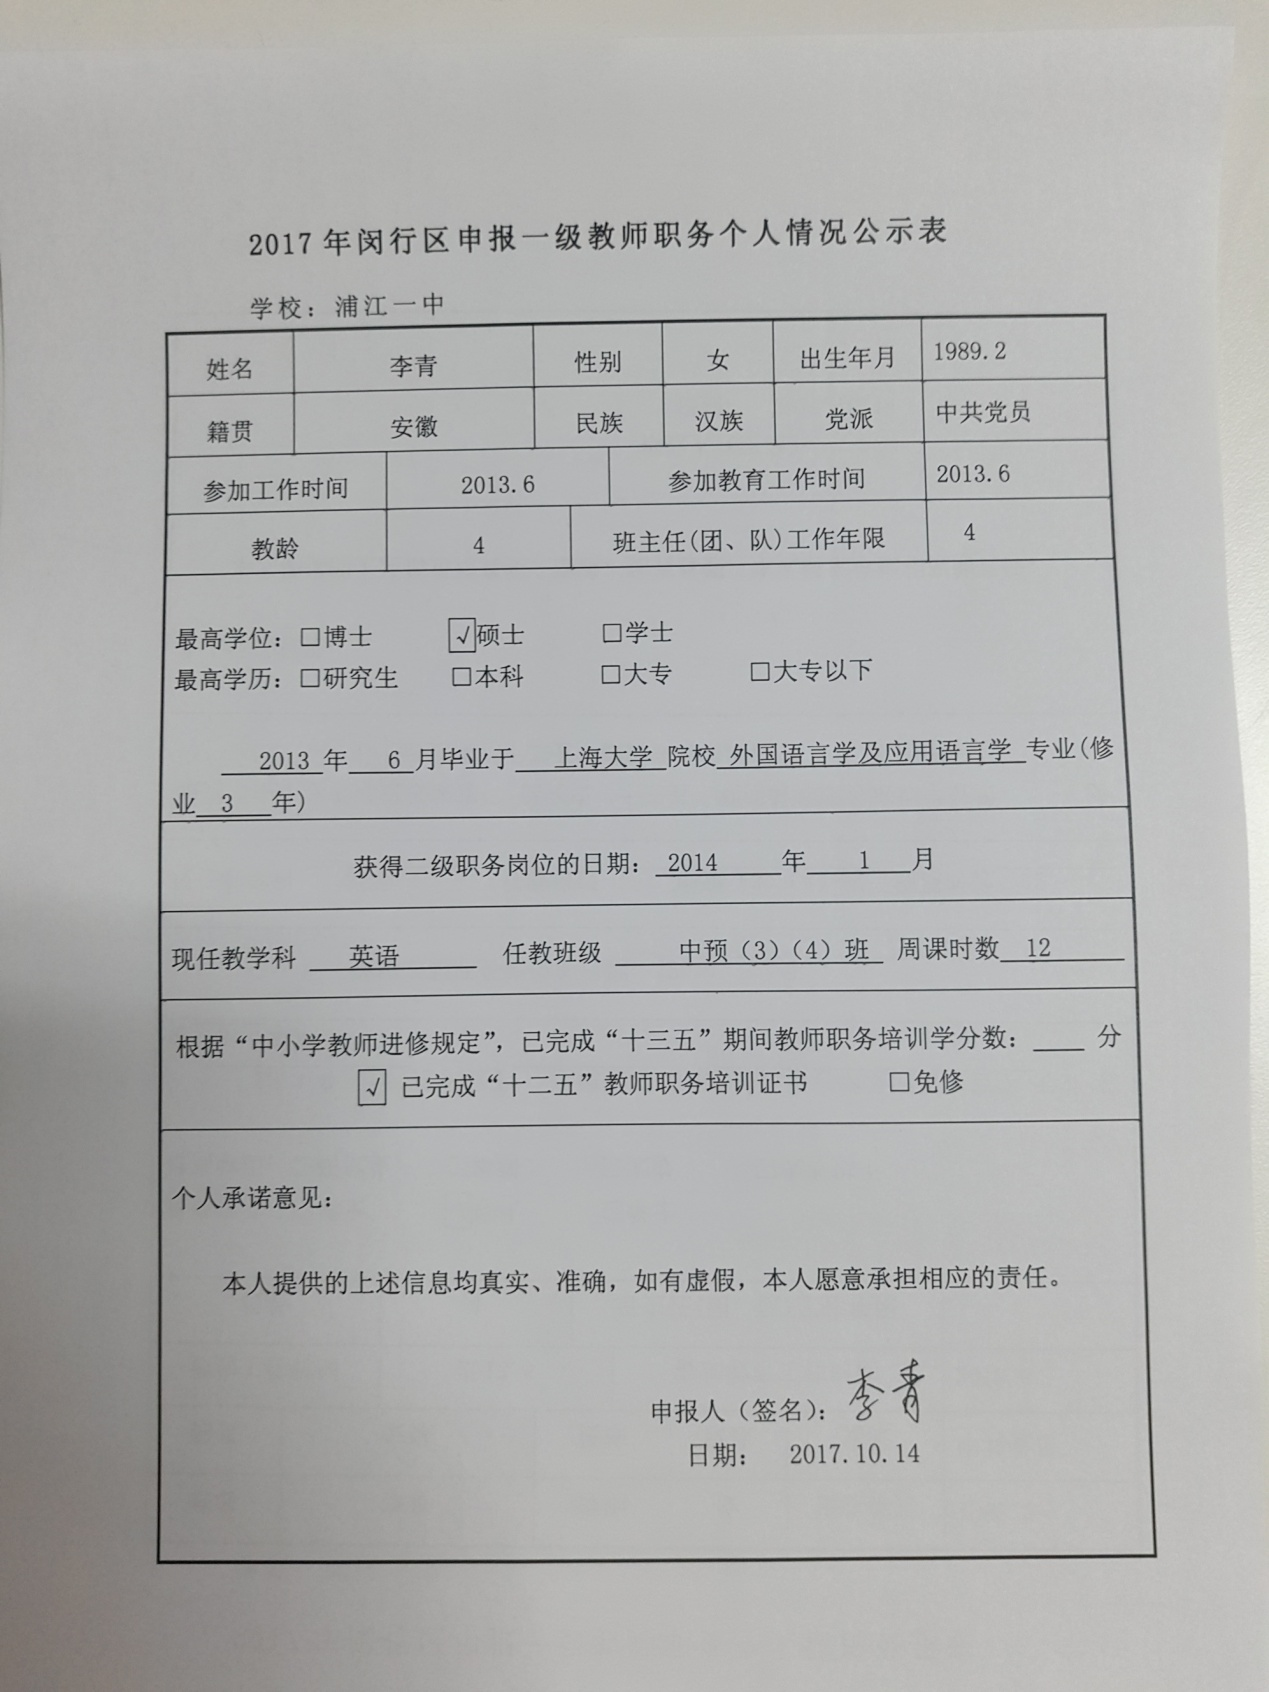 2017年闵行区申报一级教师职务个人情况公示表
学校：浦江一中
姓名 李青 性别 女 出生年月 1989.2
籍贯 安徽 民族 汉族 党派 中共党员
参加工作时间 2013.6 参加教育工作时间 2013.6
教龄 4 班主任(团、队)工作年限 4
最高学位：□博士 √硕士 □学士
最高学历：□研究生 □本科 □大专 □大专以下
2013 年 6 月毕业于 上海大学 院校 外国语言学及应用语言学 专业(修
业 3 年)
获得二级职务岗位的日期： 2014 年 1 月
现任教学科 英语 任教班级 中预（3）（4）班 周课时数 12
根据“中小学教师进修规定”，已完成“十三五”期间教师职务培训学分数：____ 分
√ 已完成“十二五”教师职务培训证书 □免修
个人承诺意见：
本人提供的上述信息均真实、准确，如有虚假，本人愿意承担相应的责任。
申报人（签名）：李青
日期： 2017.10.14